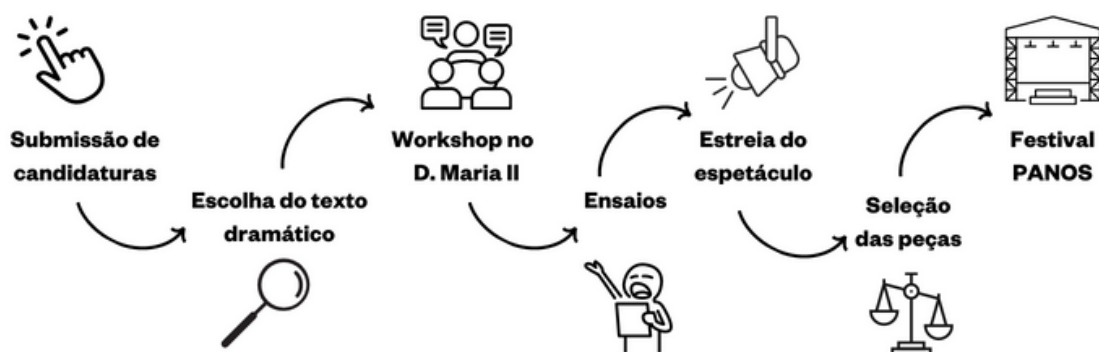 Submissão de
candidaturas
Escolha do texto
dramático
Workshop no
D. Maria II
Ensaios
Estreia do
espetáculo
Seleção
das peças
Festival
PANOS